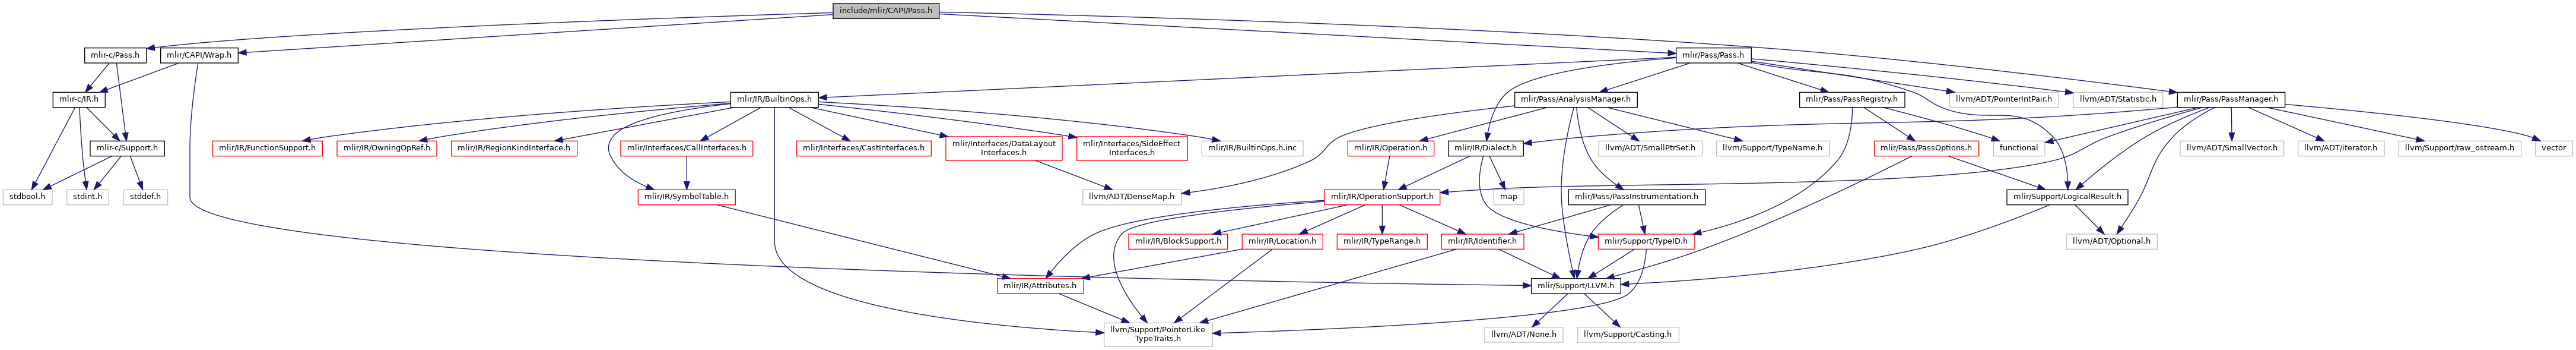 include/mlir/CAPI/Pass.h
mlir-c/Pass.h
mlir/CAPI/Wrap.h
mlir/Pass/Pass.h
mlir-c/IR.h
mlir/IR/BuiltinOps.h
mlir/Pass/AnalysisManager.h
mlir/Pass/PassRegistry.h
llvm/ADT/PointerIntPair.h
llvm/ADT/Statistic.h
mlir/Pass/PassManager.h
mlir-c/Support.h
mlir/IR/FunctionSupport.h
mlir/IR/OwningOpRef.h
mlir/IR/RegionKindInterface.h
mlir/Interfaces/CallInterfaces.h
mlir/Interfaces/CastInterfaces.h
mlir/Interfaces/DataLayout
Interfaces.h
mlir/Interfaces/SideEffect
Interfaces.h
mlir/IR/BuiltinOps.h.inc
mlir/IR/Operation.h
mlir/IR/Dialect.h
llvm/ADT/SmallPtrSet.h
llvm/Support/TypeName.h
mlir/Pass/PassOptions.h
functional
llvm/ADT/SmallVector.h
llvm/ADT/iterator.h
llvm/Support/raw_ostream.h
vector
stdbool.h
stdint.h
stddef.h
mlir/IR/SymbolTable.h
llvm/ADT/DenseMap.h
mlir/IR/OperationSupport.h
map
mlir/Pass/PassInstrumentation.h
mlir/Support/LogicalResult.h
mlir/IR/BlockSupport.h
mlir/IR/Location.h
mlir/IR/TypeRange.h
mlir/IR/Identifier.h
mlir/Support/TypeID.h
llvm/ADT/Optional.h
mlir/IR/Attributes.h
mlir/Support/LLVM.h
llvm/Support/PointerLike
TypeTraits.h
llvm/ADT/None.h
llvm/Support/Casting.h